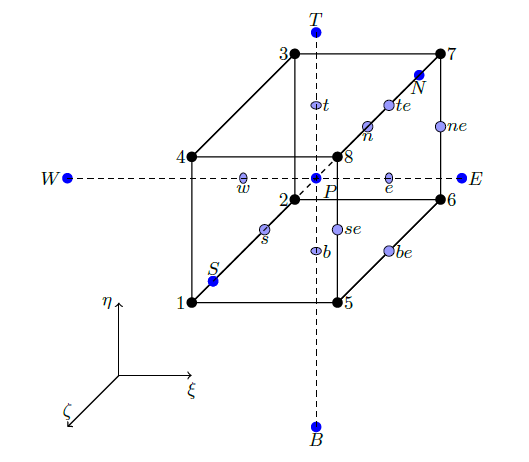 T
3 7
t te
N
n ne
4 8
W w P e E
2 6
s se
b be
S
1 5
η
ξ
ζ
B